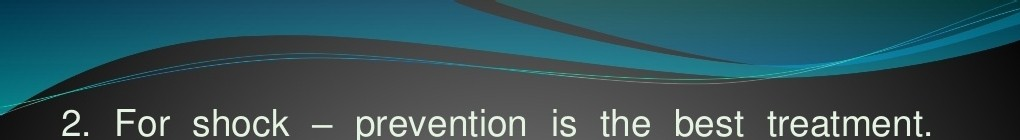 2. For shock – prevention is the best treatment.